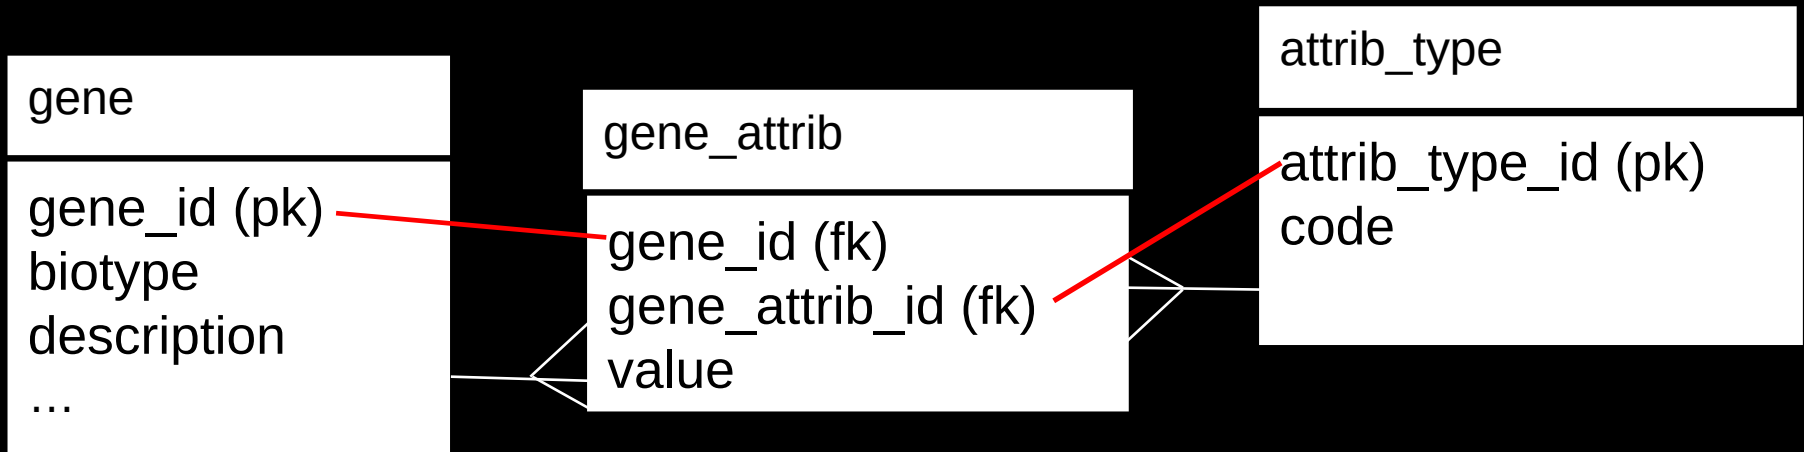 gene
gene_id (pk)
biotype
description
…
gene_attrib
gene_id (fk)
gene_attrib_id (fk)
value
attrib_type
attrib_type_id (pk)
code